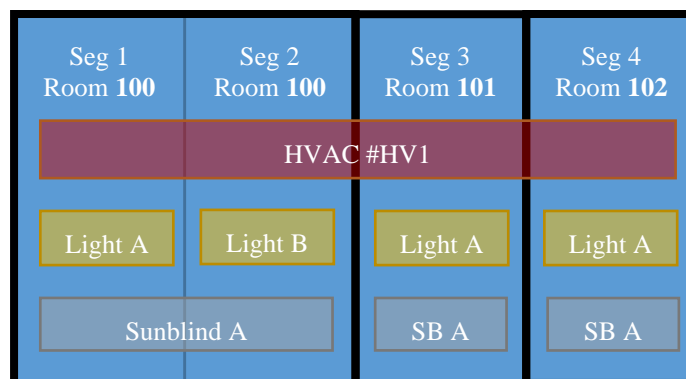 Seg 1
Room 100
Seg 2
Room 100
Seg 3
Room 101
Seg 4
Room 102
HVAC #HV1
Light A
Light B
Light A
Light A
Sunblind A
SB A
SB A